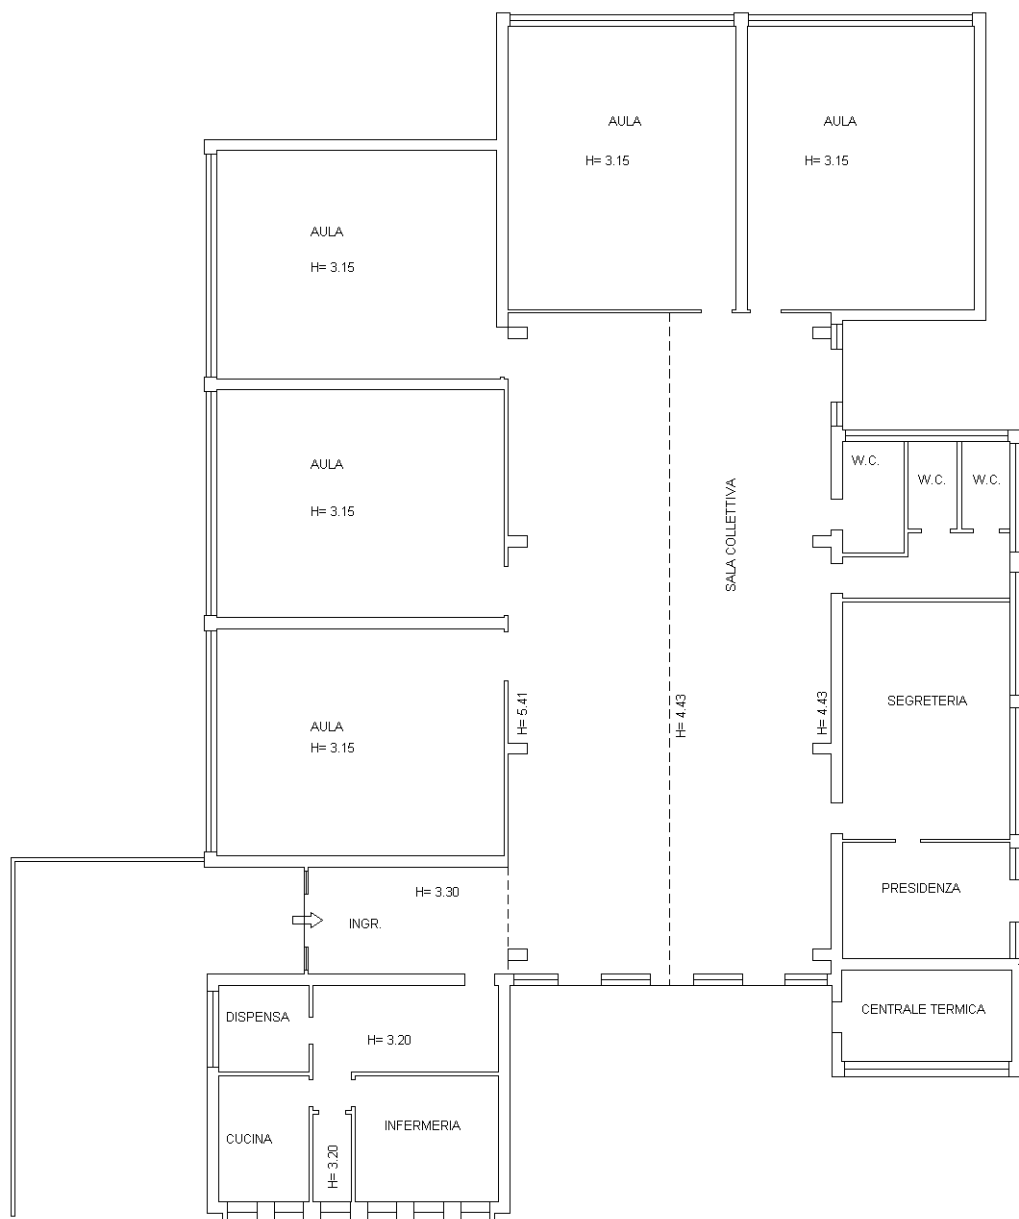 AULA
H= 3.15
AULA
H= 3.15
AULA
H= 3.15
AULA
H= 3.15
W.C.
W.C.
W.C.
SALA COLLETTIVA
SEGRETERIA
AULA
H= 3.15
H= 5.41
H= 4.43
H= 4.43
H= 3.30
INGR.
PRESIDENZA
DISPENSA
H= 3.20
CENTRALE TERMICA
CUCINA
H= 3.20
INFERMERIA